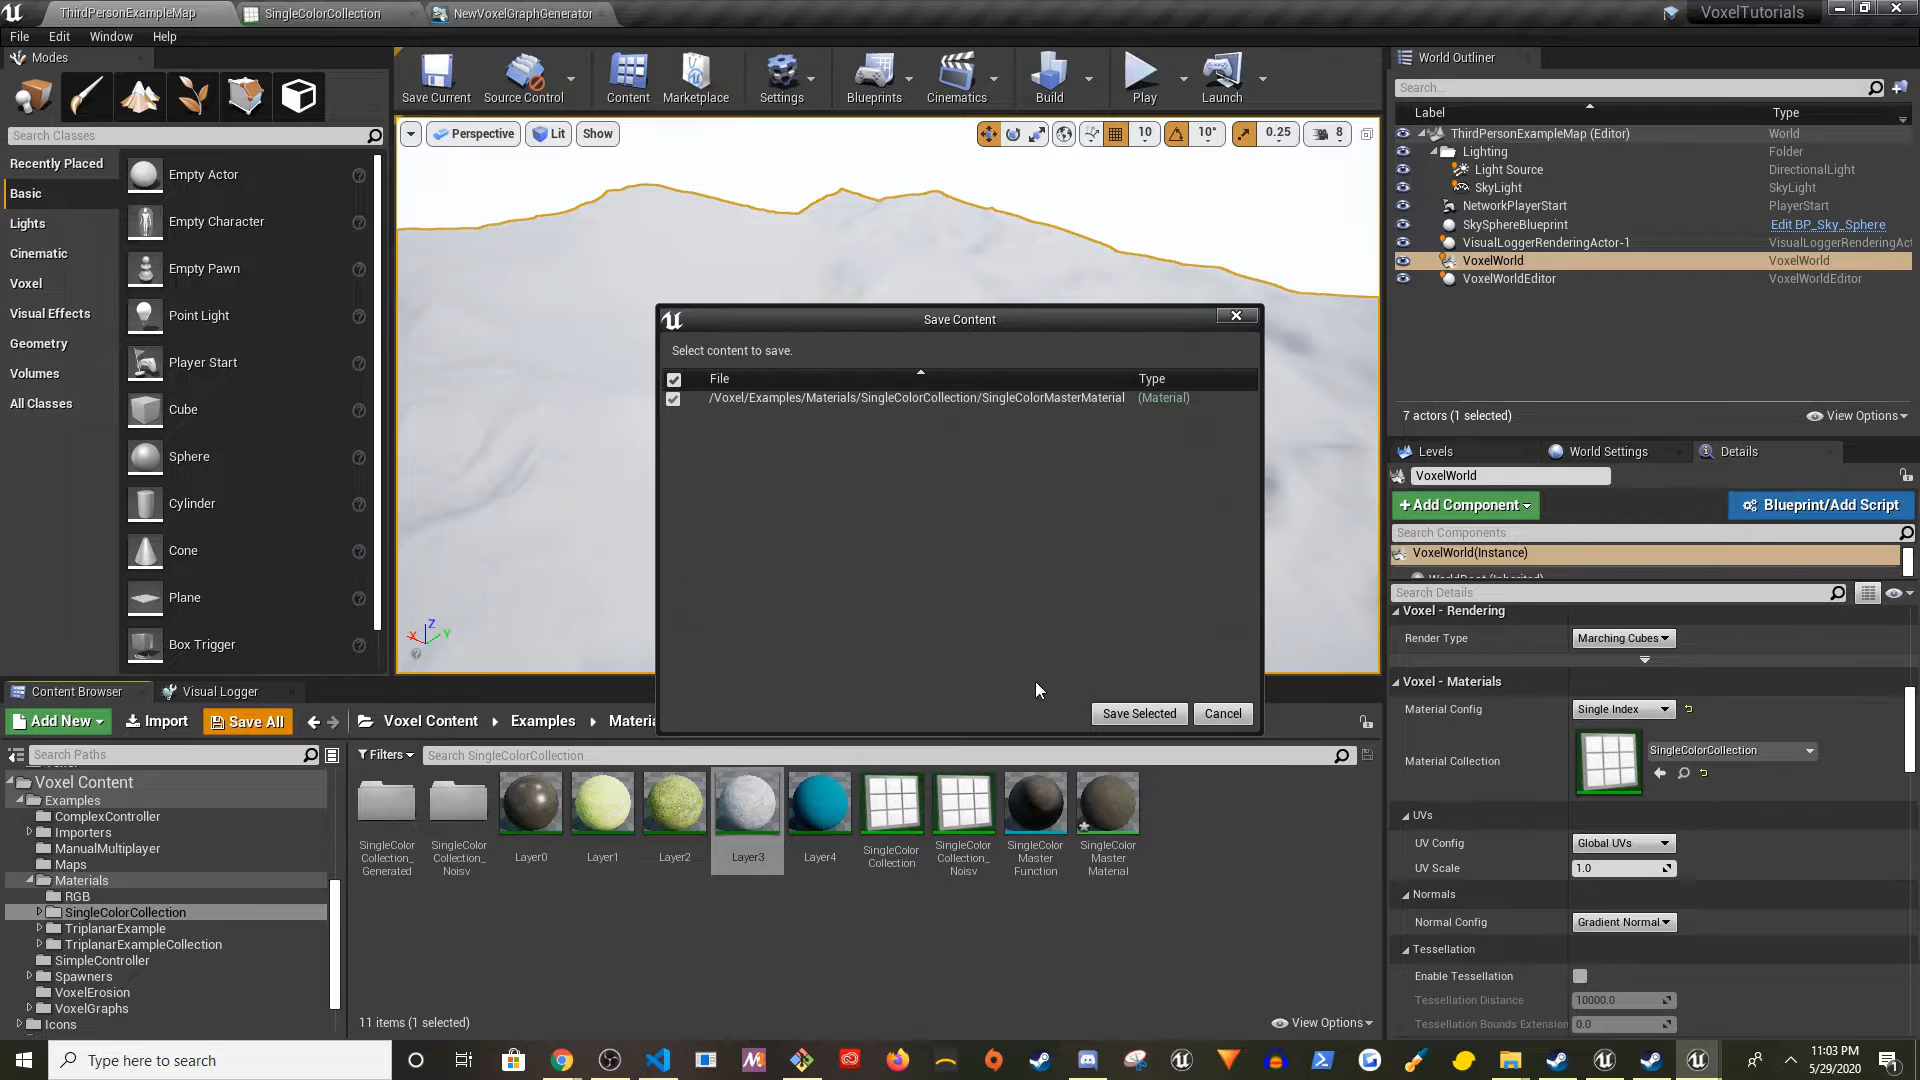 ThirdPersonExampleMap
SingleColorCollection
NewVoxelGraphGenerator
VoxelTutorials
File Edit Window Help
Modes
Search Classes
Recently Placed
Basic
Lights
Cinematic
Voxel
Visual Effects
Geometry
Volumes
All Classes
Empty Actor
Empty Character
Empty Pawn
Point Light
Player Start
Cube
Sphere
Cylinder
Cone
Plane
Box Trigger
Save Current
Source Control
Content
Marketplace
Settings
Blueprints
Cinematics
Build
Play
Launch
Perspective
Lit
Show
10
10°
0.25
8
Z
X
Y
Save Content
Select content to save.
File Type
/Voxel/Examples/Materials/SingleColorCollection/SingleColorMasterMaterial (Material)
Save Selected
Cancel
World Outliner
Search...
Label Type
ThirdPersonExampleMap (Editor) World
Lighting Folder
Light Source DirectionalLight
SkyLight SkyLight
NetworkPlayerStart PlayerStart
SkySphereBlueprint Edit BP_Sky_Sphere
VisualLoggerRenderingActor-1 VisualLoggerRenderingAct
VoxelWorld VoxelWorld
VoxelWorldEditor VoxelWorldEditor
7 actors (1 selected)
View Options
Levels
World Settings
Details
VoxelWorld
+Add Component
Blueprint/Add Script
Search Components
VoxelWorld(Instance)
Search Details
Voxel - Rendering
Render Type Marching Cubes
Voxel - Materials
Material Config Single Index
Material Collection SingleColorCollection
UVs
UV Config Global UVs
UV Scale 1.0
Normals
Normal Config Gradient Normal
Tessellation
Enable Tessellation
Tessellation Distance 10000.0
Tessellation Bounds Extension 0.0
Content Browser
Visual Logger
Add New
Import
Save All
Voxel Content
Examples
Materia
Search Paths
Filters
Search SingleColorCollection
Voxel Content
Examples
ComplexController
Importers
ManualMultiplayer
Maps
Materials
RGB
SingleColorCollection
TriplanarExample
TriplanarExampleCollection
SimpleController
Spawners
VoxelErosion
VoxelGraphs
Icons
SingleColor
Collection_
Generated
SingleColor
Collection_
Noisv
Layer0
Layer1
Layer2
Layer3
Layer4
SingleColor
Collection
SingleColor
Collection_
Noisv
SingleColor
Master
Function
SingleColor
Master
Material
11 items (1 selected)
View Options
Type here to search
11:03 PM
5/29/2020
1